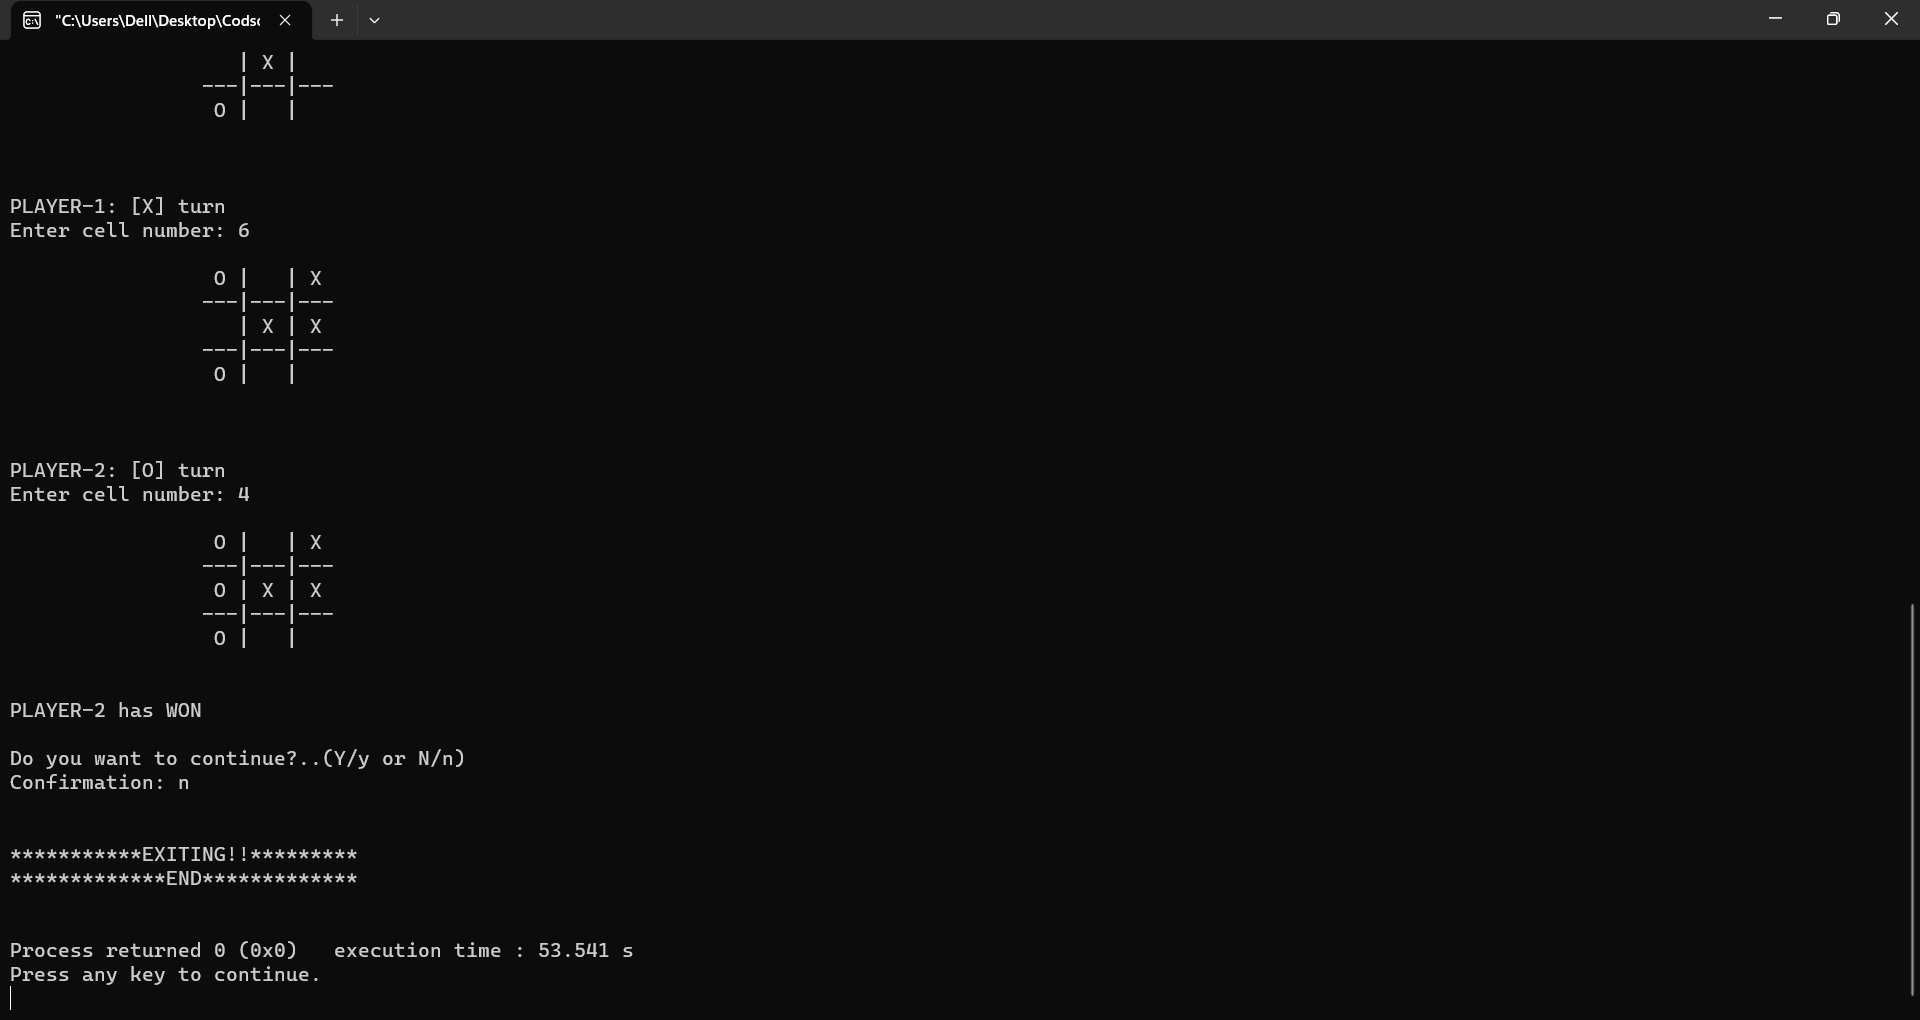 "C:\Users\Dell\Desktop\Codso
   | X |
---|---|---
 O |   |
PLAYER-1: [X] turn
Enter cell number: 6
 O |   | X
---|---|---
   | X | X
---|---|---
 O |   |
PLAYER-2: [O] turn
Enter cell number: 4
 O |   | X
---|---|---
 O | X | X
---|---|---
 O |   |
PLAYER-2 has WON
Do you want to continue?..(Y/y or N/n)
Confirmation: n
***********EXITING!!*********
*************END*************
Process returned 0 (0x0)   execution time : 53.541 s
Press any key to continue.